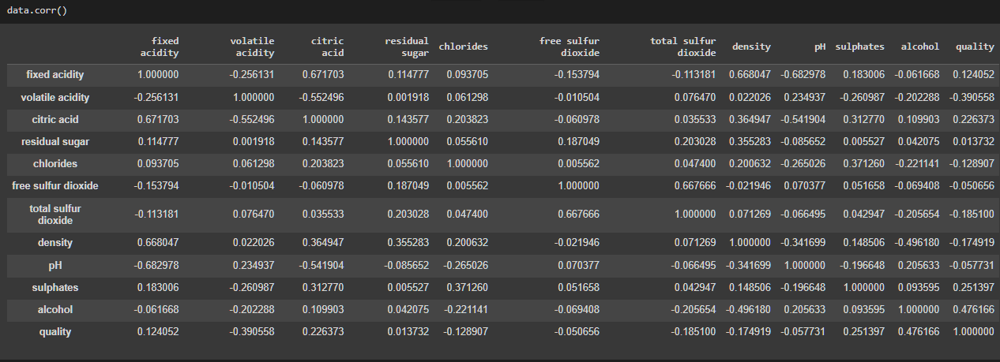 data.corr()
fixed acidity volatile acidity citric acid residual sugar chlorides free sulfur dioxide total sulfur dioxide density pH sulphates alcohol quality
fixed acidity 1.000000 -0.256131 0.671703 0.114777 0.093705 -0.153794 -0.113181 0.668047 -0.682978 0.183006 -0.061668 0.124052
volatile acidity -0.256131 1.000000 -0.552496 0.001918 0.061298 -0.010504 0.076470 0.022026 0.234937 -0.260987 -0.202288 -0.390558
citric acid 0.671703 -0.552496 1.000000 0.143577 0.203823 -0.060978 0.035533 0.364947 -0.541904 0.312770 0.109903 0.226373
residual sugar 0.114777 0.001918 0.143577 1.000000 0.055610 0.187049 0.203028 0.355283 -0.085652 0.005527 0.042075 0.013732
chlorides 0.093705 0.061298 0.203823 0.055610 1.000000 0.005562 0.047400 0.200632 -0.265026 0.371260 -0.221141 -0.128907
free sulfur dioxide -0.153794 -0.010504 -0.060978 0.187049 0.005562 1.000000 0.667666 -0.021946 0.070377 0.051658 -0.069408 -0.050656
total sulfur dioxide -0.113181 0.076470 0.035533 0.203028 0.047400 0.667666 1.000000 0.071269 -0.066495 0.042947 -0.205654 -0.185100
density 0.668047 0.022026 0.364947 0.355283 0.200632 -0.021946 0.071269 1.000000 -0.341699 0.148506 -0.496180 -0.174919
pH -0.682978 0.234937 -0.541904 -0.085652 -0.265026 0.070377 -0.066495 -0.341699 1.000000 -0.196648 0.205633 -0.057731
sulphates 0.183006 -0.260987 0.312770 0.005527 0.371260 0.051658 0.042947 0.148506 -0.196648 1.000000 0.093595 0.251397
alcohol -0.061668 -0.202288 0.109903 0.042075 -0.221141 -0.069408 -0.205654 -0.496180 0.205633 0.093595 1.000000 0.476166
quality 0.124052 -0.390558 0.226373 0.013732 -0.128907 -0.050656 -0.185100 -0.174919 -0.057731 0.251397 0.476166 1.000000